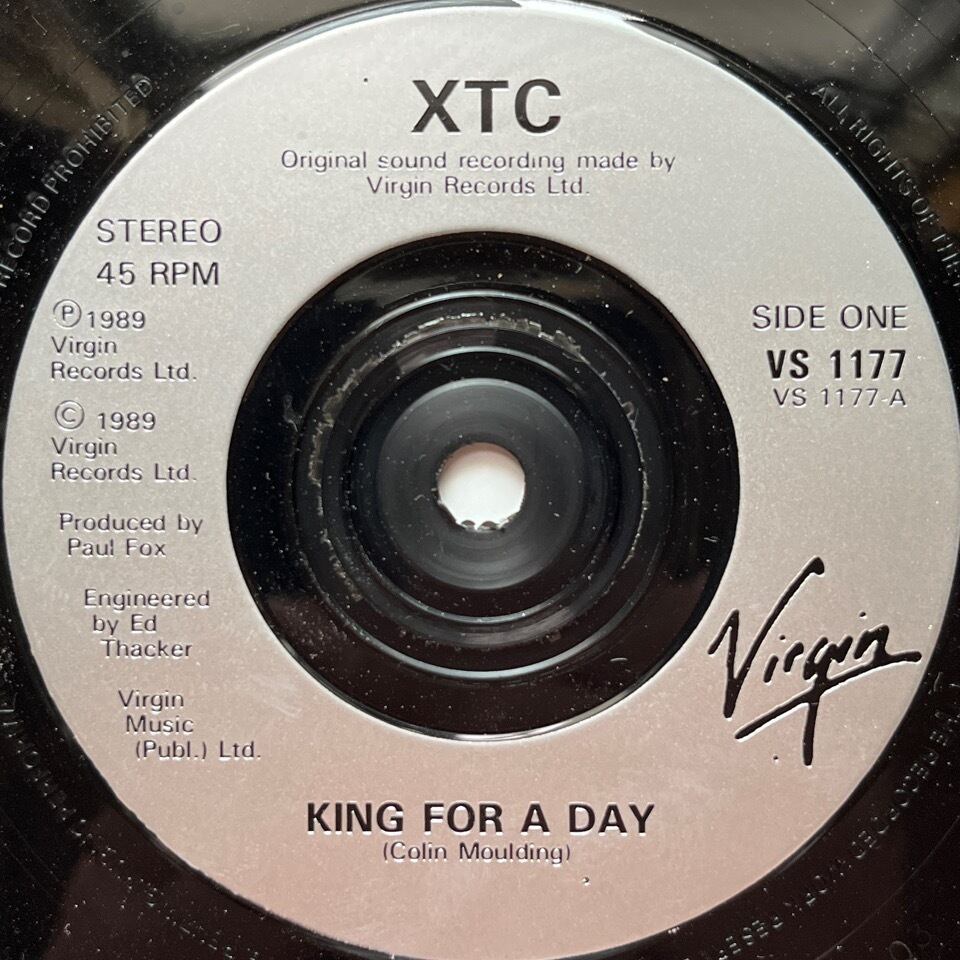 XTC
Original sound recording made by
Virgin Records Ltd.
STEREO
45 RPM
Ⓟ 1989
Virgin
Records Ltd.
© 1989
Virgin
Records Ltd.
Produced by
Paul Fox
Engineered
by Ed
Thacker
Virgin
Music
(Publ.) Ltd.
SIDE ONE
VS 1177
VS 1177-A
Virgin
KING FOR A DAY
(Colin Moulding)
RECORD PROHIBITED
ALL RIGHTS OF THE